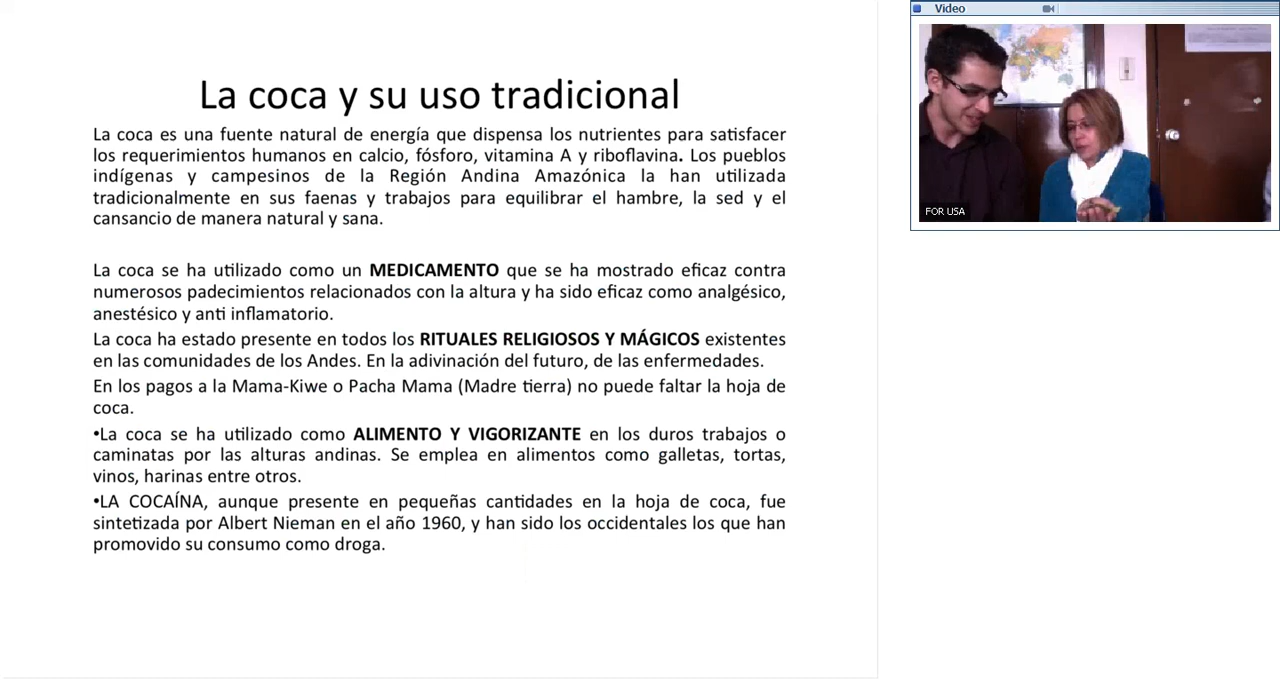 La coca y su uso tradicional
La coca es una fuente natural de energía que dispensa los nutrientes para satisfacer
los requerimientos humanos en calcio, fósforo, vitamina A y riboflavina. Los pueblos
indígenas y campesinos de la Región Andina Amazónica la han utilizada
tradicionalmente en sus faenas y trabajos para equilibrar el hambre, la sed y el
cansancio de manera natural y sana.
La coca se ha utilizado como un MEDICAMENTO que se ha mostrado eficaz contra
numerosos padecimientos relacionados con la altura y ha sido eficaz como analgésico,
anestésico y anti inflamatorio.
La coca ha estado presente en todos los RITUALES RELIGIOSOS Y MÁGICOS existentes
en las comunidades de los Andes. En la adivinación del futuro, de las enfermedades.
En los pagos a la Mama-Kiwe o Pacha Mama (Madre tierra) no puede faltar la hoja de
coca.
•La coca se ha utilizado como ALIMENTO Y VIGORIZANTE en los duros trabajos o
caminatas por las alturas andinas. Se emplea en alimentos como galletas, tortas,
vinos, harinas entre otros.
•LA COCAÍNA, aunque presente en pequeñas cantidades en la hoja de coca, fue
sintetizada por Albert Nieman en el año 1960, y han sido los occidentales los que han
promovido su consumo como droga.
Video
FOR USA